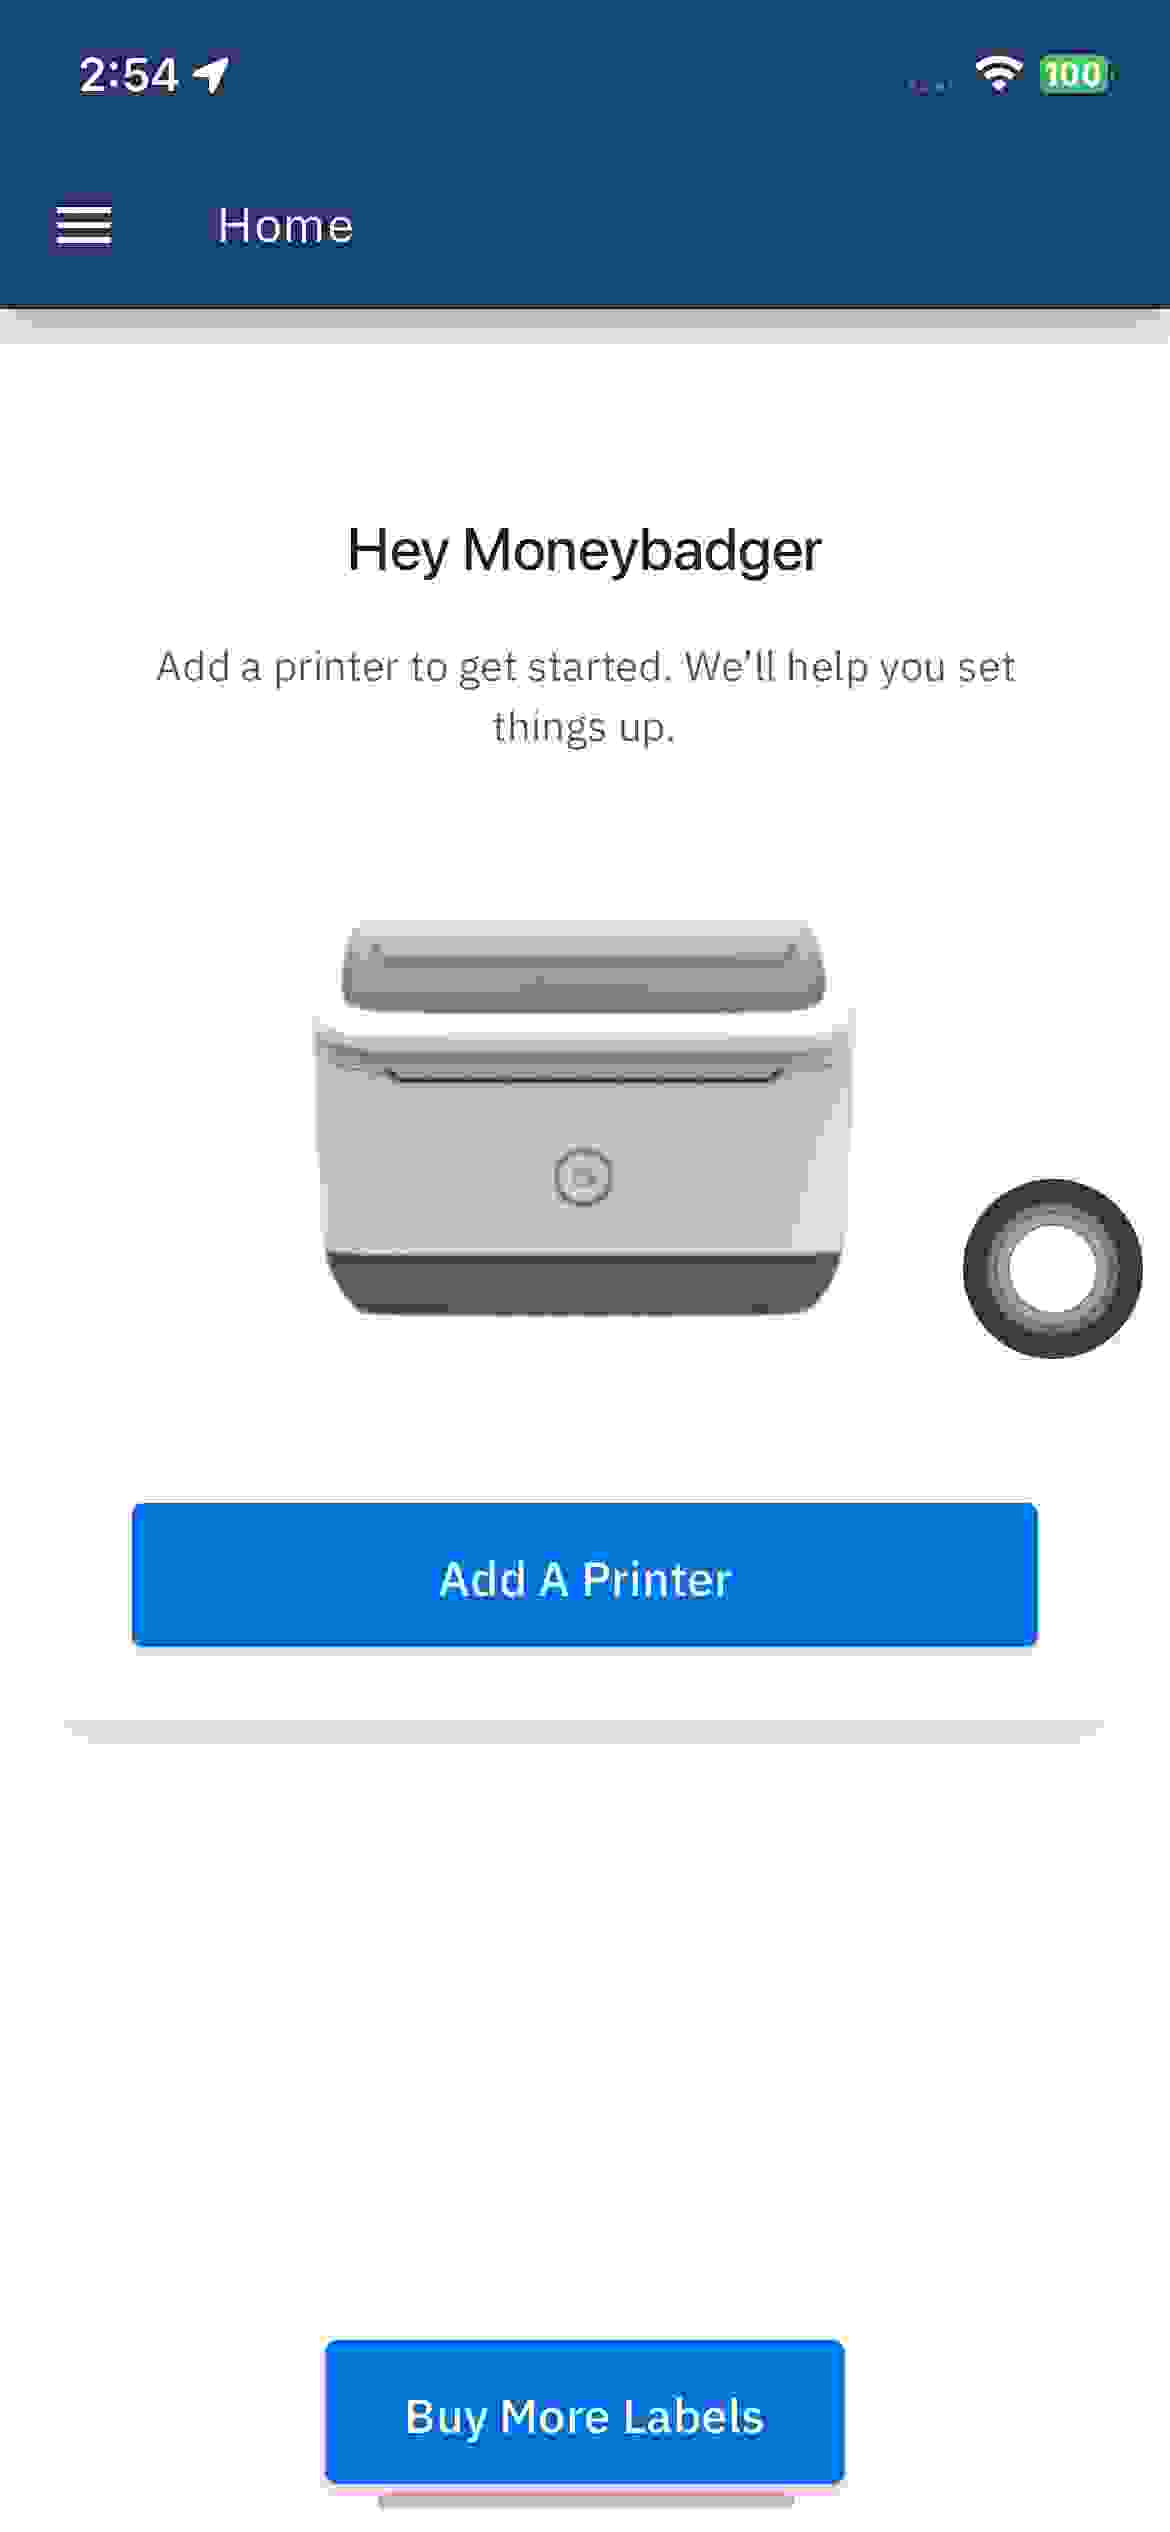 2:54
100
Home
Hey Moneybadger
Add a printer to get started. We'll help you set
things up.
Add A Printer
Buy More Labels